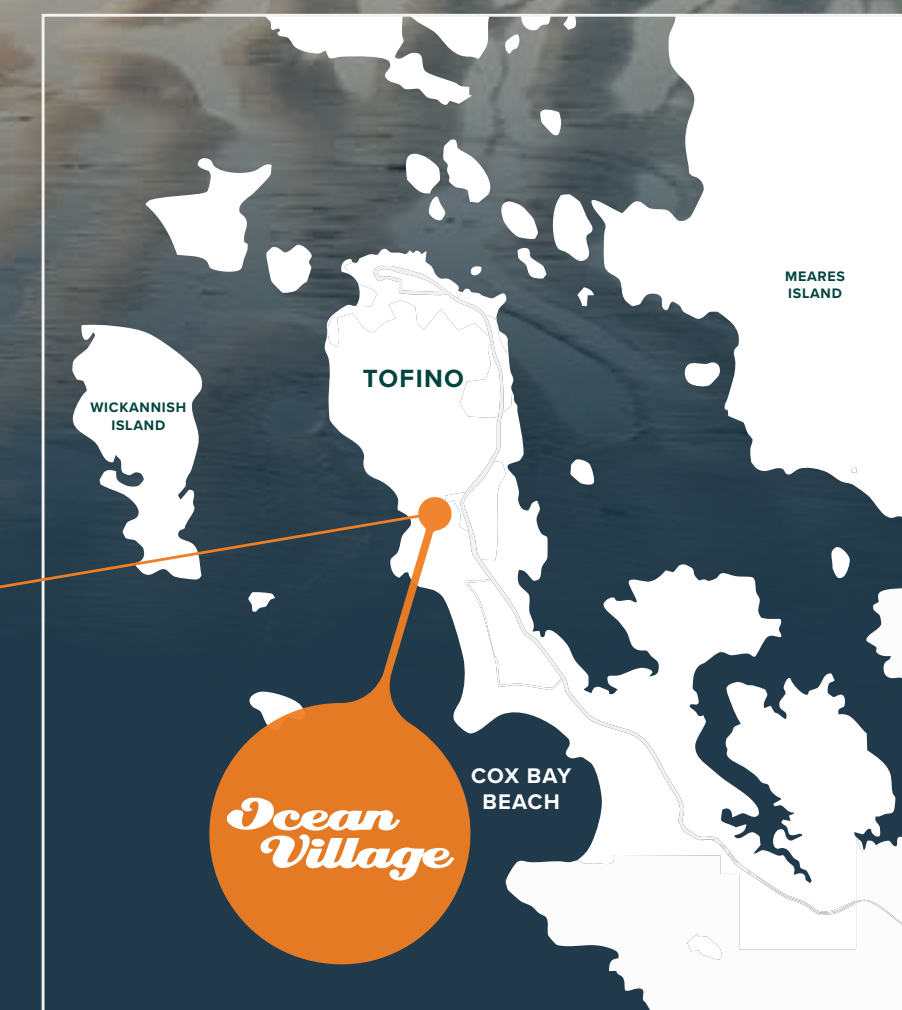 MEARES
ISLAND
TOFINO
WICKANNISH
ISLAND
COX BAY
BEACH
Ocean
Village